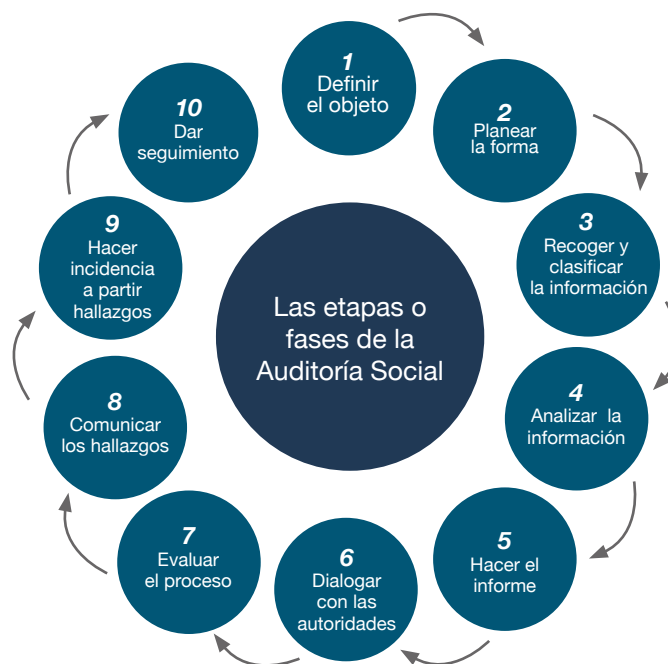 Las etapas o
fases de la
Auditoría Social
1
Definir
el objeto
2
Planear
la forma
3
Recoger y
clasificar
la información
4
Analizar la
información
5
Hacer el
informe
6
Dialogar
con las
autoridades
7
Evaluar
el proceso
8
Comunicar
los hallazgos
9
Hacer
incidencia
a partir
hallazgos
10
Dar
seguimiento